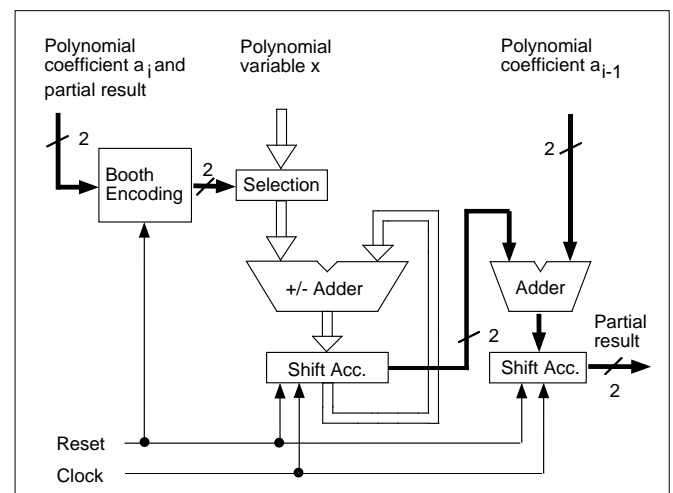 Polynomial
coefficient a i and
partial result
Polynomial
variable x
Polynomial
coefficient a i-1
2
2
Booth
Encoding
2
Selection
+/- Adder
Adder
Partial
result
2
Shift Acc.
Shift Acc.
2
Reset
Clock